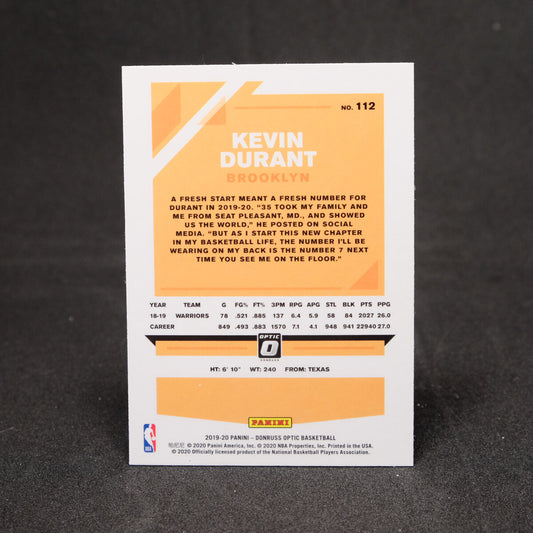 NO. 112
KEVIN
DURANT
BROOKLYN
A FRESH START MEANT A FRESH NUMBER FOR
DURANT IN 2019-20. “35 TOOK MY FAMILY AND
ME FROM SEAT PLEASANT, MD., AND SHOWED
US THE WORLD,” HE POSTED ON SOCIAL
MEDIA. “BUT AS I START THIS NEW CHAPTER
IN MY BASKETBALL LIFE, THE NUMBER I'LL BE
WEARING ON MY BACK IS THE NUMBER 7 NEXT
TIME YOU SEE ME ON THE FLOOR.”
YEAR TEAM G FG% FT% 3PM RPG APG STL BLK PTS PPG
18-19 WARRIORS 78 .521 .885 137 6.4 5.9 58 84 2027 26.0
CAREER 849 .493 .883 1570 7.1 4.1 948 941 22940 27.0
OPTIC
DONRUSS
HT: 6' 10" WT: 240 FROM: TEXAS
PANINI
2019-20 PANINI – DONRUSS OPTIC BASKETBALL
帕尼尼 © 2020 Panini America, Inc. © 2020 NBA Properties, Inc. Printed in the USA.
© 2020 Officially licensed product of the National Basketball Players Association.
NBA